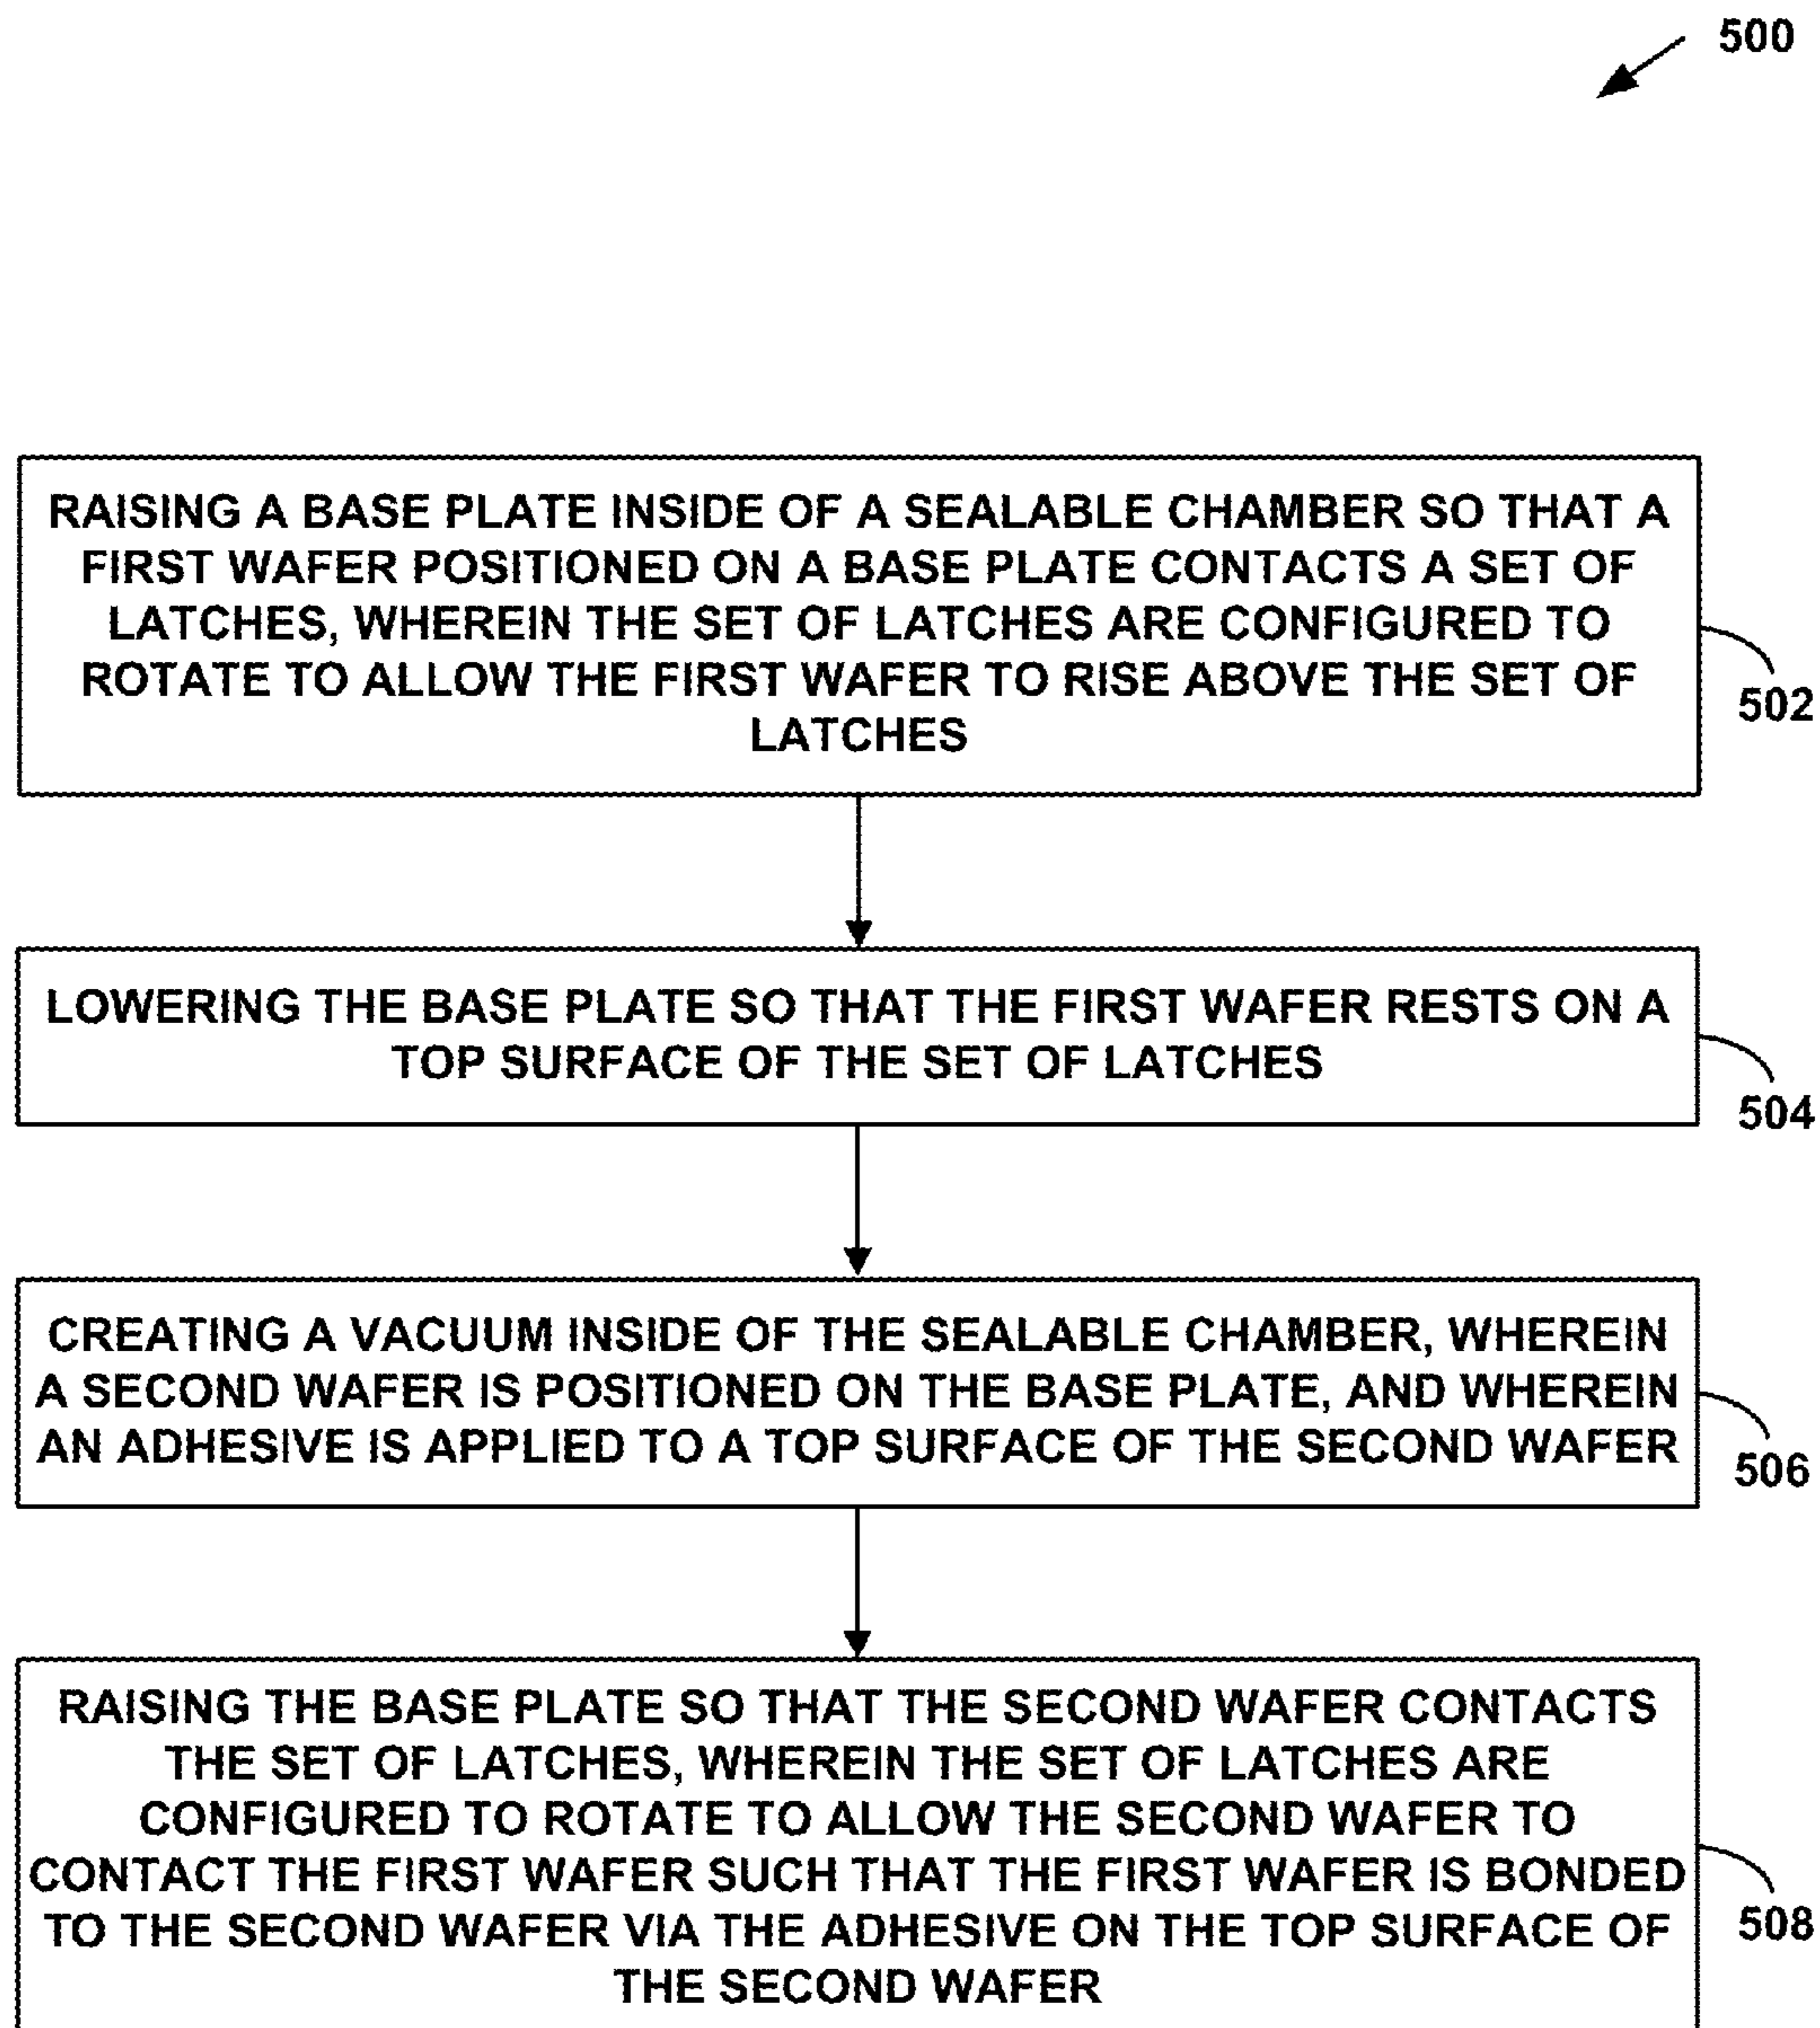 500
RAISING A BASE PLATE INSIDE OF A SEALABLE CHAMBER SO THAT A
FIRST WAFER POSITIONED ON A BASE PLATE CONTACTS A SET OF
LATCHES, WHEREIN THE SET OF LATCHES ARE CONFIGURED TO
ROTATE TO ALLOW THE FIRST WAFER TO RISE ABOVE THE SET OF
LATCHES
502
LOWERING THE BASE PLATE SO THAT THE FIRST WAFER RESTS ON A
TOP SURFACE OF THE SET OF LATCHES
504
CREATING A VACUUM INSIDE OF THE SEALABLE CHAMBER, WHEREIN
A SECOND WAFER IS POSITIONED ON THE BASE PLATE, AND WHEREIN
AN ADHESIVE IS APPLIED TO A TOP SURFACE OF THE SECOND WAFER
506
RAISING THE BASE PLATE SO THAT THE SECOND WAFER CONTACTS
THE SET OF LATCHES, WHEREIN THE SET OF LATCHES ARE
CONFIGURED TO ROTATE TO ALLOW THE SECOND WAFER TO
CONTACT THE FIRST WAFER SUCH THAT THE FIRST WAFER IS BONDED
TO THE SECOND WAFER VIA THE ADHESIVE ON THE TOP SURFACE OF
THE SECOND WAFER
508